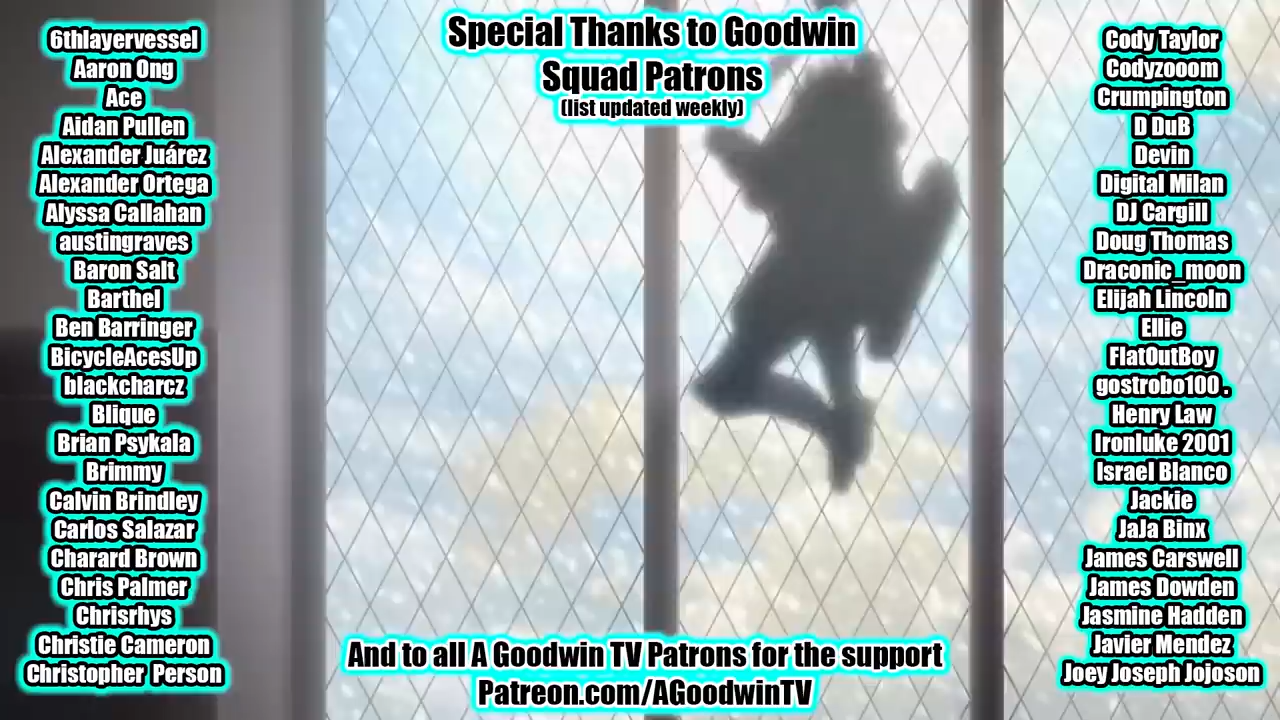 Special Thanks to Goodwin
Squad Patrons
(list updated weekly)
6thlayervessel
Aaron Ong
Ace
Aidan Pullen
Alexander Juárez
Alexander Ortega
Alyssa Callahan
austingraves
Baron Salt
Barthel
Ben Barringer
BicycleAcesUp
blackcharcz
Blique
Brian Psykala
Brimmy
Calvin Brindley
Carlos Salazar
Charard Brown
Chris Palmer
Chrisrhys
Christie Cameron
Christopher Person
Cody Taylor
Codyzooom
Crumpington
D DuB
Devin
Digital Milan
DJ Cargill
Doug Thomas
Draconic_moon
Elijah Lincoln
Ellie
FlatOutBoy
gostrobo100 .
Henry Law
Ironluke 2001
Israel Blanco
Jackie
JaJa Binx
James Carswell
James Dowden
Jasmine Hadden
Javier Mendez
Joey Joseph Jojoson
And to all A Goodwin TV Patrons for the support
Patreon.com/AGoodwinTV